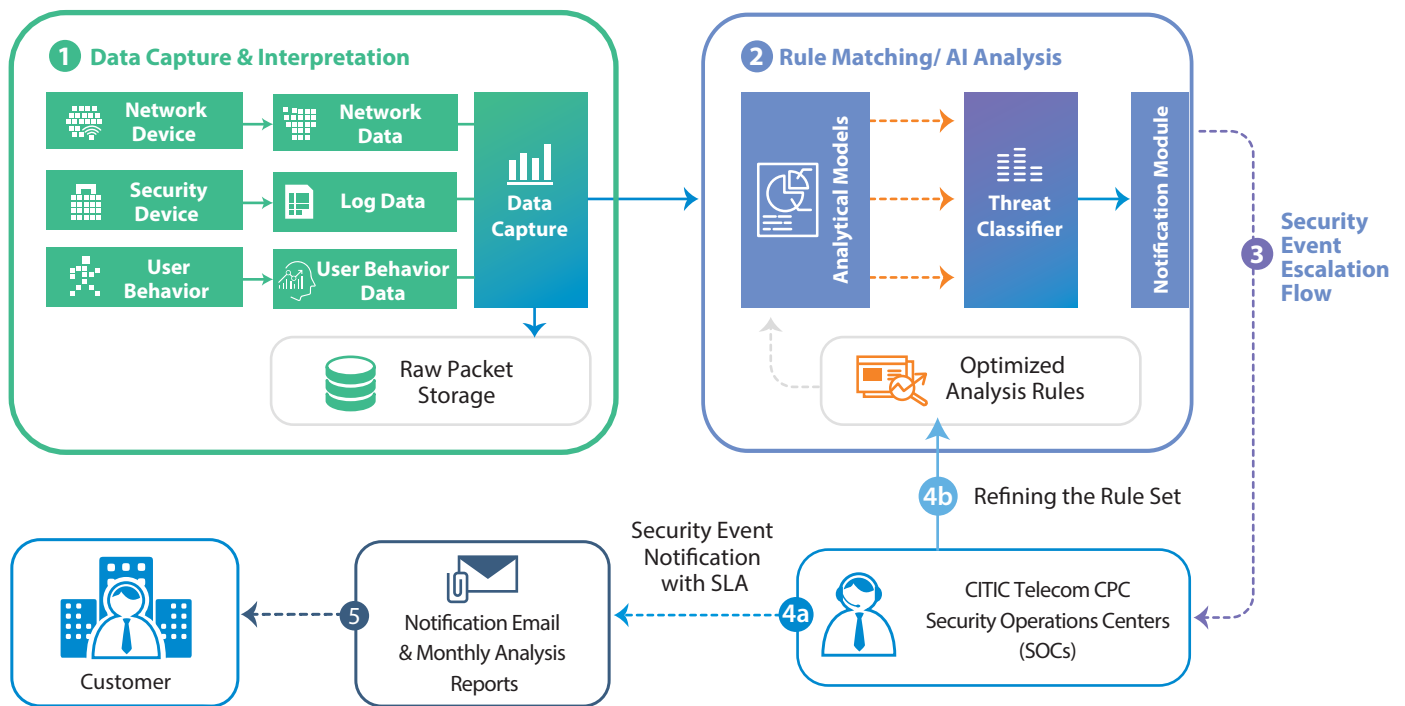 1 Data Capture & Interpretation
Network
Device
Network
Data
Security
Device
Log Data
User
Behavior
User Behavior
Data
Data
Capture
Raw Packet
Storage
2 Rule Matching/ AI Analysis
Analytical Models
Threat
Classifier
Notification Module
Optimized
Analysis Rules
3
Security
Event
Escalation
Flow
4b Refining the Rule Set
CITIC Telecom CPC
Security Operations Centers
(SOCs)
4a
Security Event
Notification
with SLA
Notification Email
& Monthly Analysis
Reports
5
Customer